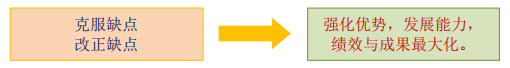 克服缺点
改正缺点
强化优势，发展能力，
绩效与成果最大化。